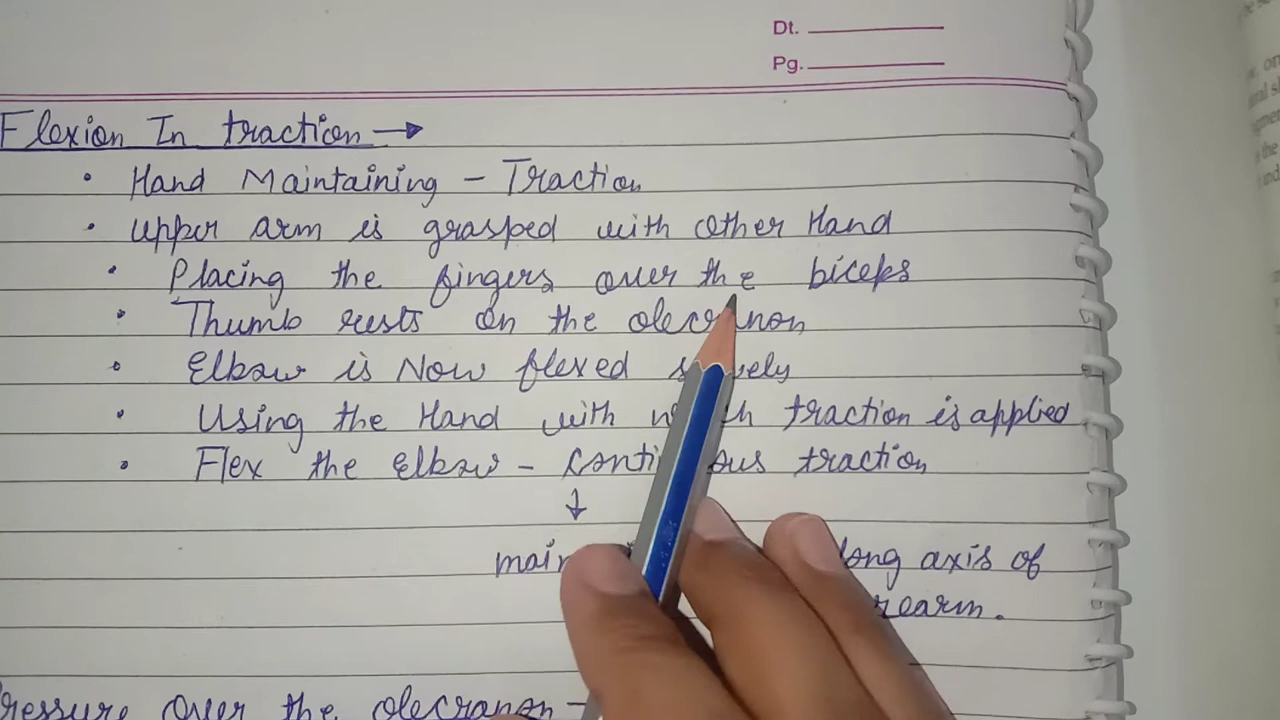 Dt.
Pg.
Flexion In traction →
• Hand Maintaining - Traction
• upper arm is grasped with other Hand
• Placing the fingers over the biceps
• Thumb rests on the olecranon
• Elbow is Now flexed
• Using the Hand with traction is applied
• Flex the Elbow - traction
↓
long axis of
over the olecranon -